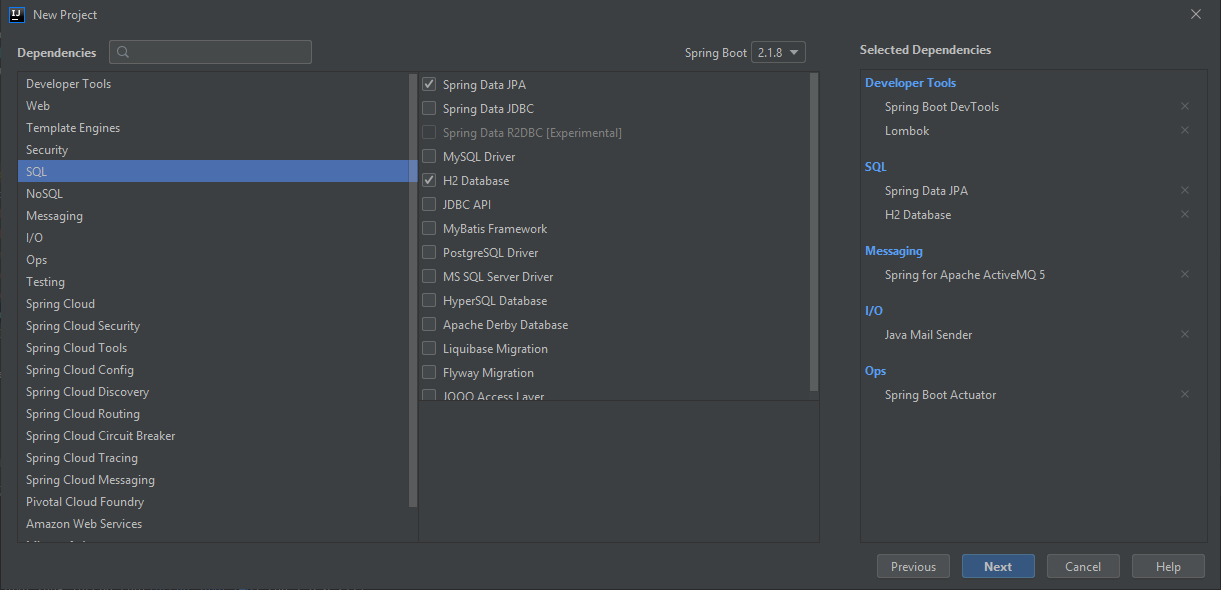 New Project
Dependencies
Spring Boot 2.1.8
Selected Dependencies
Developer Tools
Web
Template Engines
Security
SQL
NoSQL
Messaging
I/O
Ops
Testing
Spring Cloud
Spring Cloud Security
Spring Cloud Tools
Spring Cloud Config
Spring Cloud Discovery
Spring Cloud Routing
Spring Cloud Circuit Breaker
Spring Cloud Tracing
Spring Cloud Messaging
Pivotal Cloud Foundry
Amazon Web Services
Spring Data JPA
Spring Data JDBC
Spring Data R2DBC [Experimental]
MySQL Driver
H2 Database
JDBC API
MyBatis Framework
PostgreSQL Driver
MS SQL Server Driver
HyperSQL Database
Apache Derby Database
Liquibase Migration
Flyway Migration
JOOQ Access Layer
Developer Tools
Spring Boot DevTools
Lombok
SQL
Spring Data JPA
H2 Database
Messaging
Spring for Apache ActiveMQ 5
I/O
Java Mail Sender
Ops
Spring Boot Actuator
Previous
Next
Cancel
Help